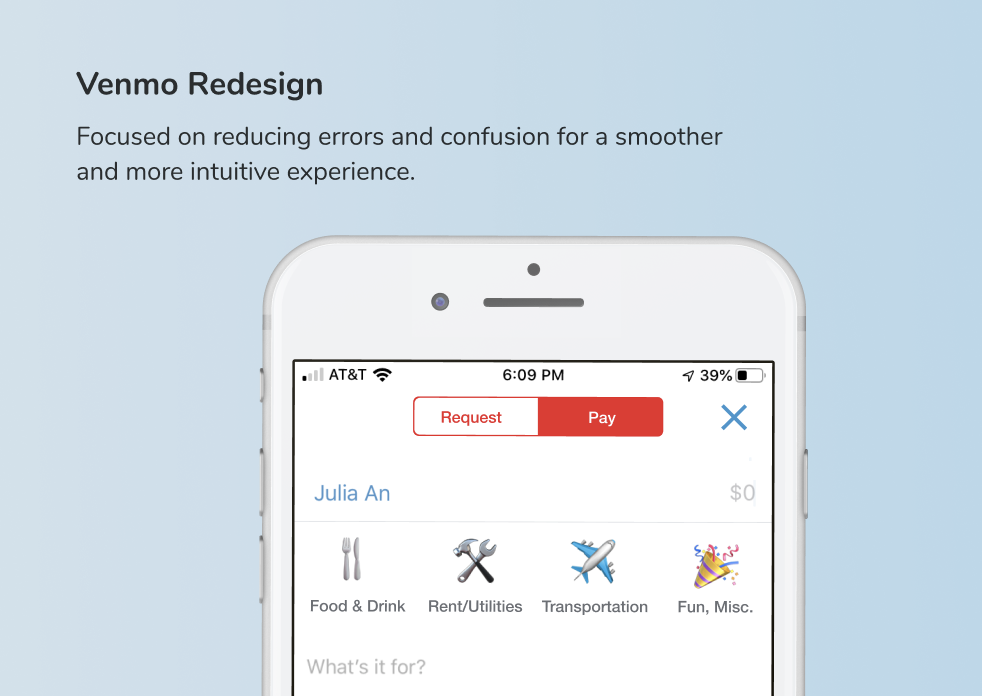 Venmo Redesign
Focused on reducing errors and confusion for a smoother
and more intuitive experience.
AT&T 6:09 PM 39%
Request Pay
Julia An $0
Food & Drink Rent/Utilities Transportation Fun, Misc.
What's it for?